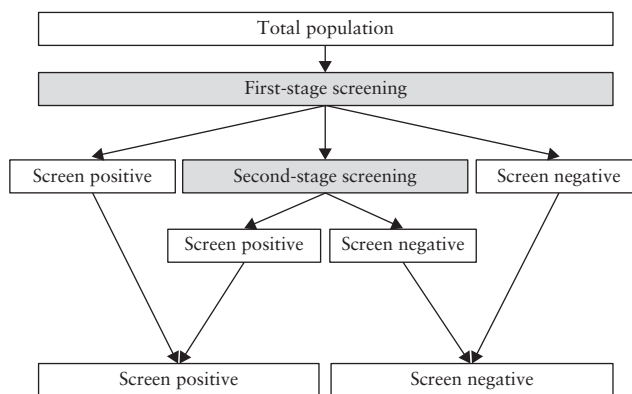 Total population
First-stage screening
Screen positive
Second-stage screening
Screen negative
Screen positive
Screen negative
Screen positive
Screen negative